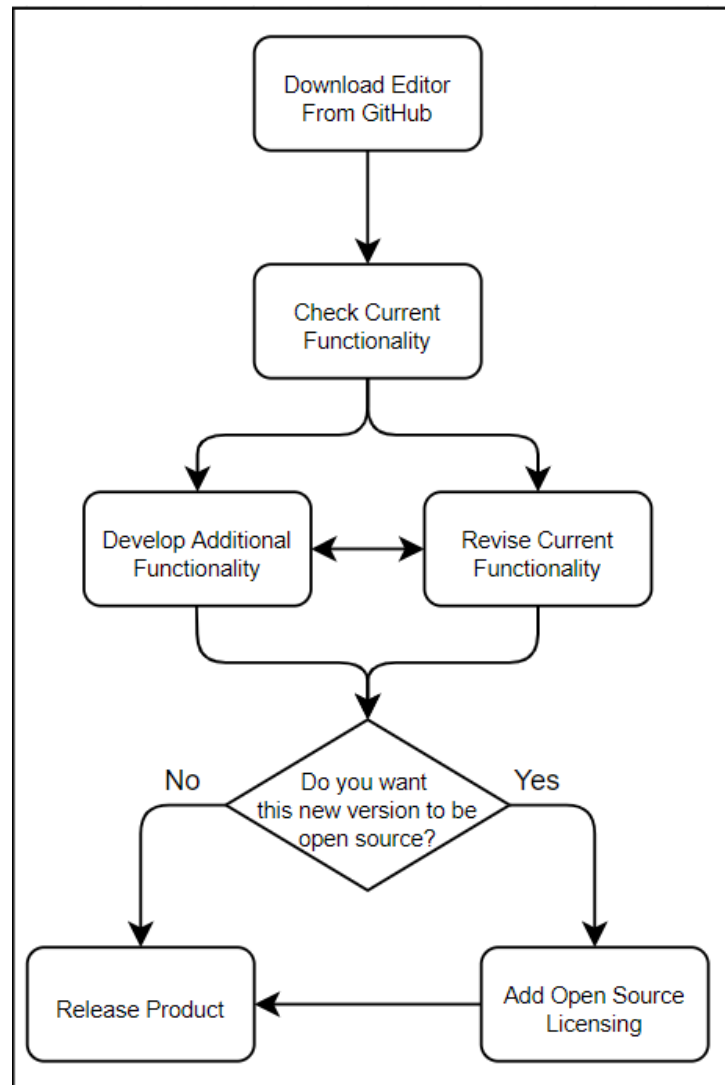 Download Editor
From GitHub
Check Current
Functionality
Develop Additional
Functionality
Revise Current
Functionality
No
Do you want
this new version to be
open source?
Yes
Release Product
Add Open Source
Licensing